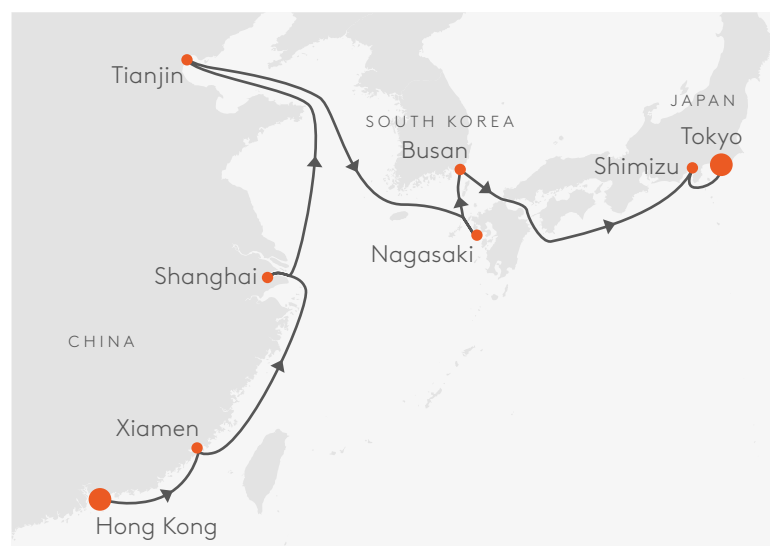 Tianjin
JAPAN
SOUTH KOREA
Tokyo
Busan
Shimizu
Nagasaki
Shanghai
CHINA
Xiamen
Hong Kong